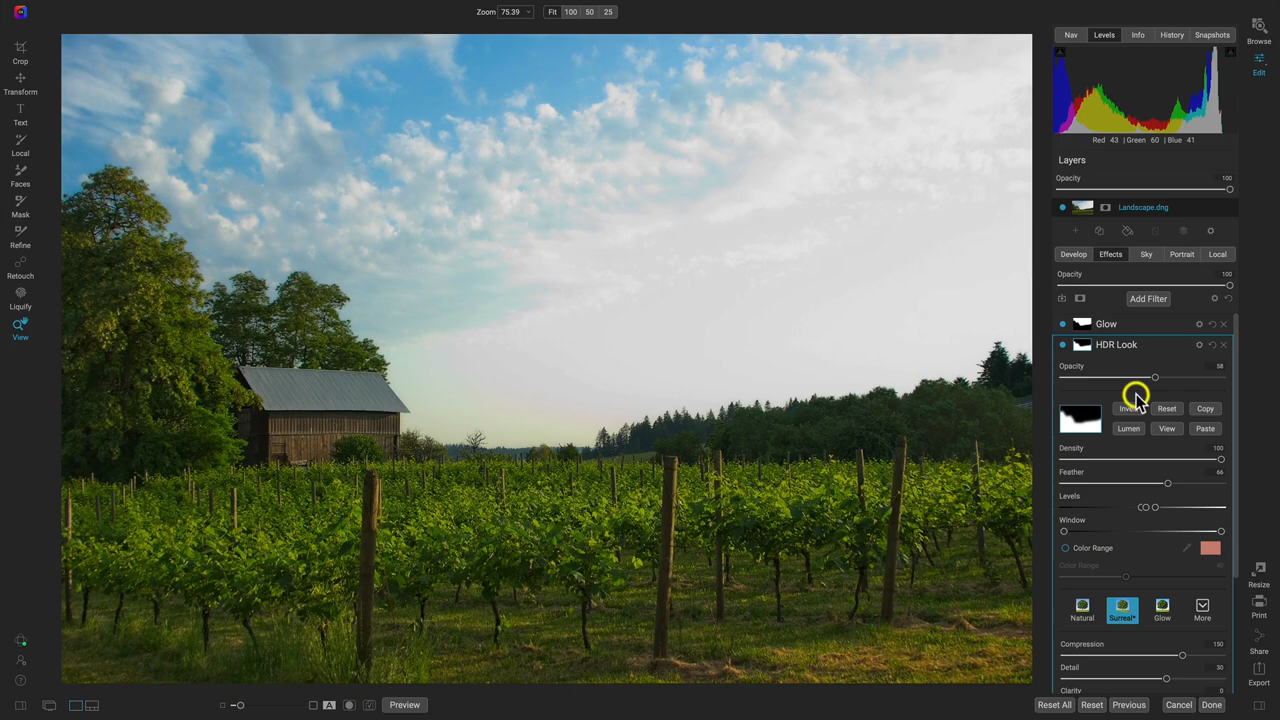 Zoom 75.39 Fit 100 50 25
Crop
Transform
Text
Local
Faces
Mask
Refine
Retouch
Liquify
View
Nav Levels Info History Snapshots
Red 43 | Green 60 | Blue 41
Layers
Opacity 100
Landscape.dng
Develop Effects Sky Portrait Local
Opacity 100
Add Filter
Glow
HDR Look
Opacity 58
Reset Copy
Lumen View Paste
Density 100
Feather 66
Levels
Window
Color Range
Color Range 40
Natural Surreal* Glow More
Compression 150
Detail 30
Clarity 0
Browse
Edit
Resize
Print
Share
Export
A Preview
Reset All Reset Previous Cancel Done